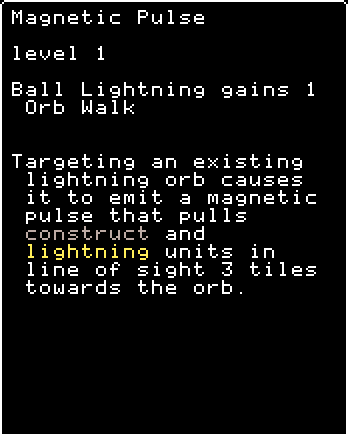 Magnetic Pulse
level 1
Ball Lightning gains 1
Orb Walk
Targeting an existing
lightning orb causes
it to emit a magnetic
pulse that pulls
construct and
lightning units in
line of sight 3 tiles
towards the orb.